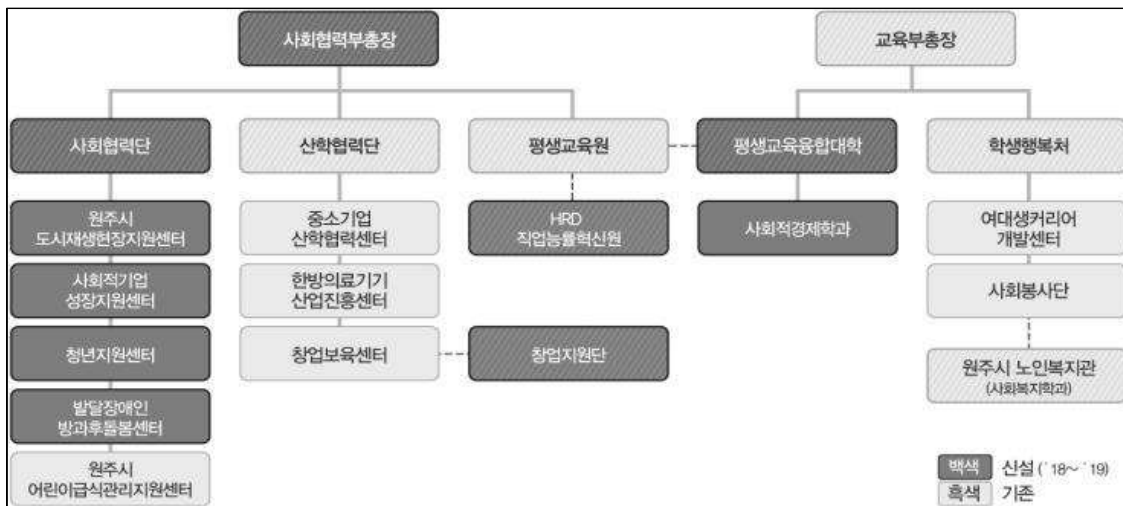 사회협력부총장
교육부총장
사회협력단
산학협력단
평생교육원
평생교육융합대학
학생행복처
원주시
도시재생현장지원센터
중소기업
산학협력센터
HRD
직업능률혁신원
사회적경제학과
여대생커리어
개발센터
사회적기업
성장지원센터
한방의료기기
산업진흥센터
사회봉사단
청년지원센터
창업보육센터
창업지원단
원주시 노인복지관
(사회복지학과)
발달장애인
방과후돌봄센터
원주시
어린이급식관리지원센터
백색 신설 (´18~´19)
흑색 기존